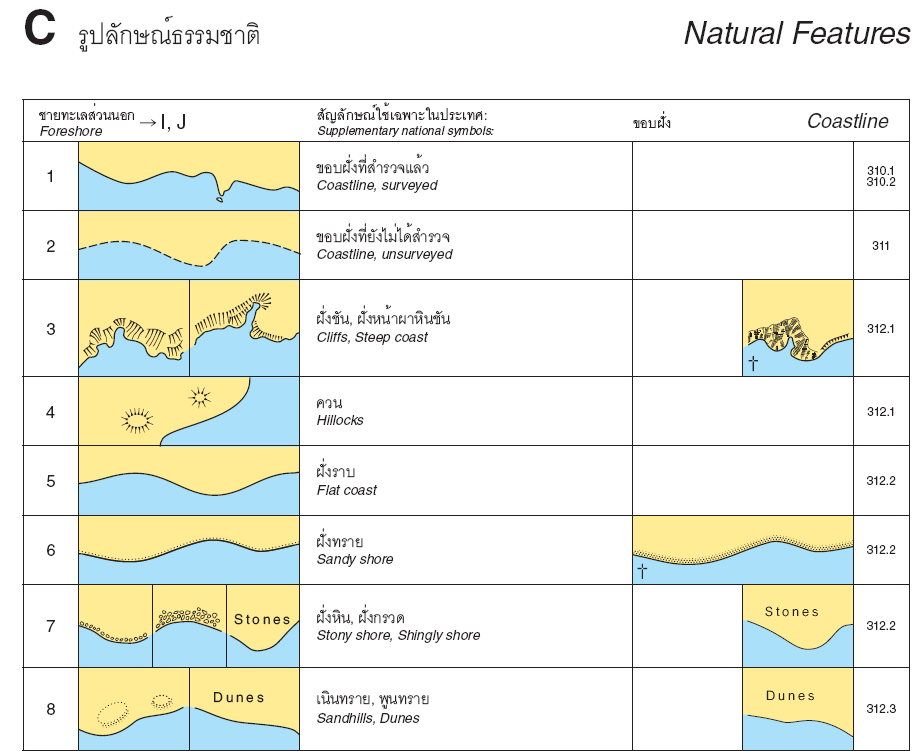 C รูปลักษณ์ธรรมชาติ Natural Features
ชายทะเลส่วนนอก → I, J สัญลักษณ์ใช้เฉพาะในประเทศ: ขอบฝั่ง Coastline
Foreshore Supplementary national symbols:
1 ขอบฝั่งที่สำรวจแล้ว 310.1
Coastline, surveyed 310.2
2 ขอบฝั่งที่ยังไม่ได้สำรวจ 311
Coastline, unsurveyed
3 ฝั่งชัน, ฝั่งหน้าผาหินชัน † 312.1
Cliffs, Steep coast
4 ควน 312.1
Hillocks
5 ฝั่งราบ 312.2
Flat coast
6 ฝั่งทราย † 312.2
Sandy shore
7 Stones ฝั่งหิน, ฝั่งกรวด Stones 312.2
Stony shore, Shingly shore
8 Dunes เนินทราย, พูนทราย Dunes 312.3
Sandhills, Dunes